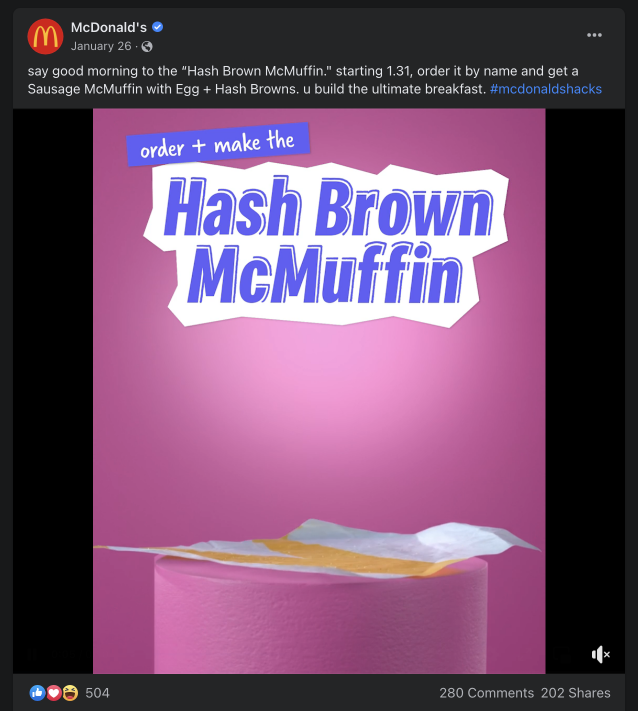 McDonald's
January 26 ·
say good morning to the “Hash Brown McMuffin." starting 1.31, order it by name and get a
Sausage McMuffin with Egg + Hash Browns. u build the ultimate breakfast. #mcdonaldshacks
order + make the
Hash Brown
McMuffin
504
280 Comments 202 Shares